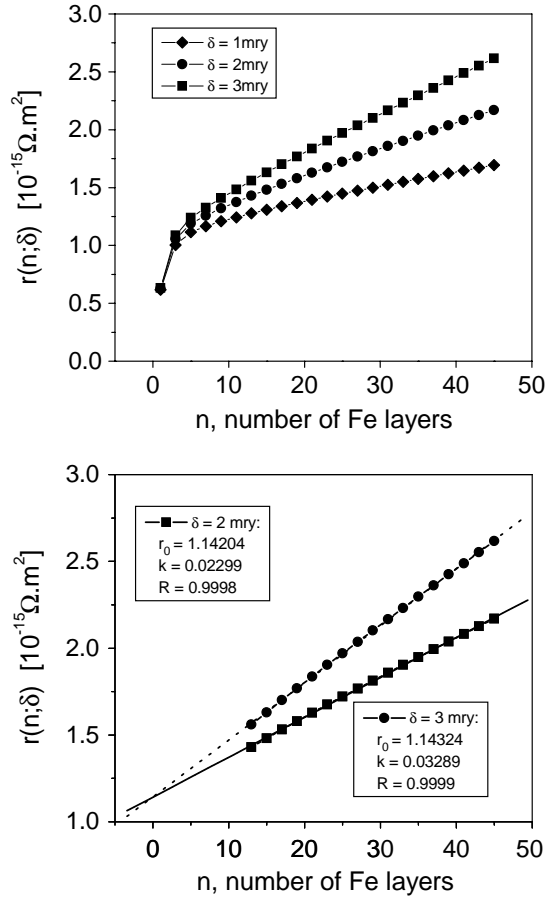 3.0
2.5
2.0
1.5
1.0
0.5
0.0
r(n;δ) [10⁻¹⁵Ω.m²]
δ = 1mry
δ = 2mry
δ = 3mry
0 10 20 30 40 50
n, number of Fe layers
3.0
2.5
2.0
1.5
1.0
r(n;δ) [10⁻¹⁵Ω.m²]
δ = 2 mry:
r₀ = 1.14204
k = 0.02299
R = 0.9998
δ = 3 mry:
r₀ = 1.14324
k = 0.03289
R = 0.9999
0 10 20 30 40 50
n, number of Fe layers